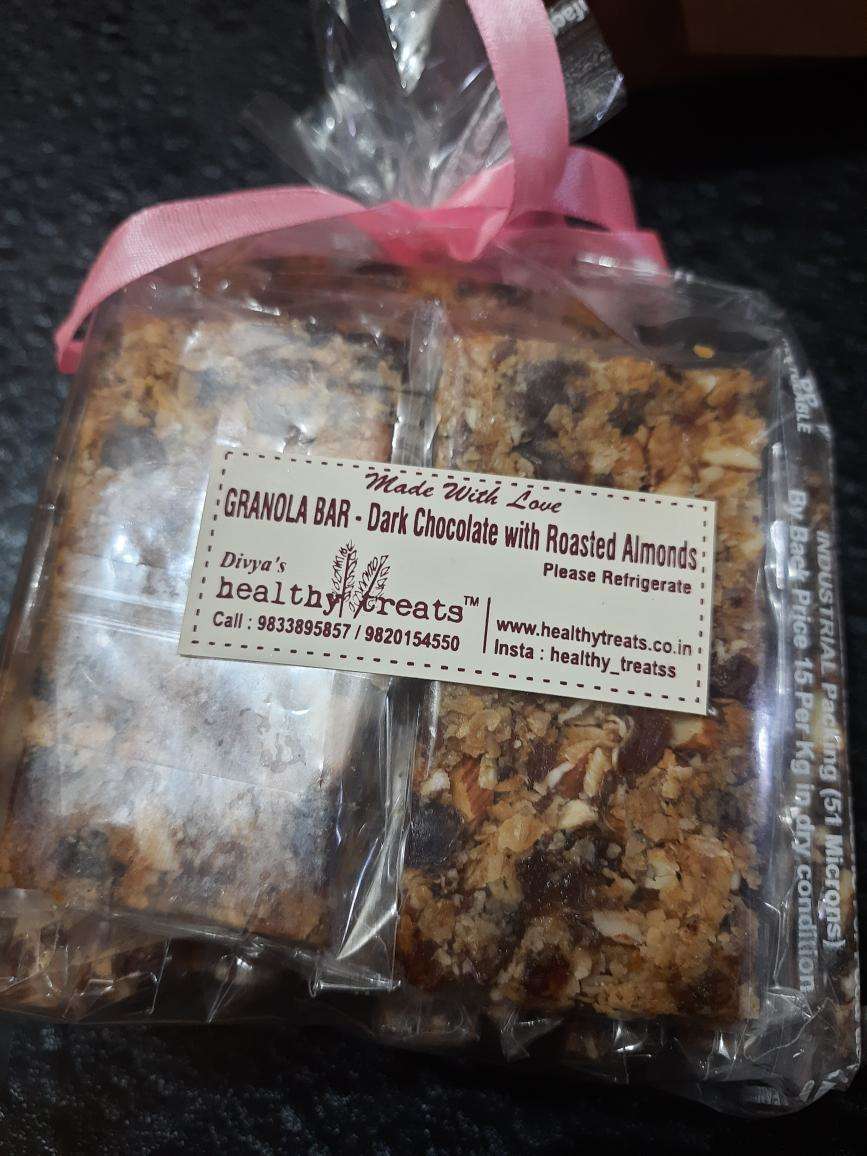 Made With Love
GRANOLA BAR - Dark Chocolate with Roasted Almonds
Please Refrigerate
Divya's
healthy treats™
Call : 9833895857 / 9820154550
www.healthytreats.co.in
Insta : healthy_treatss
INDUSTRIAL Packing (51 Microns)
By Back Price 15 Per Kg in dry condition